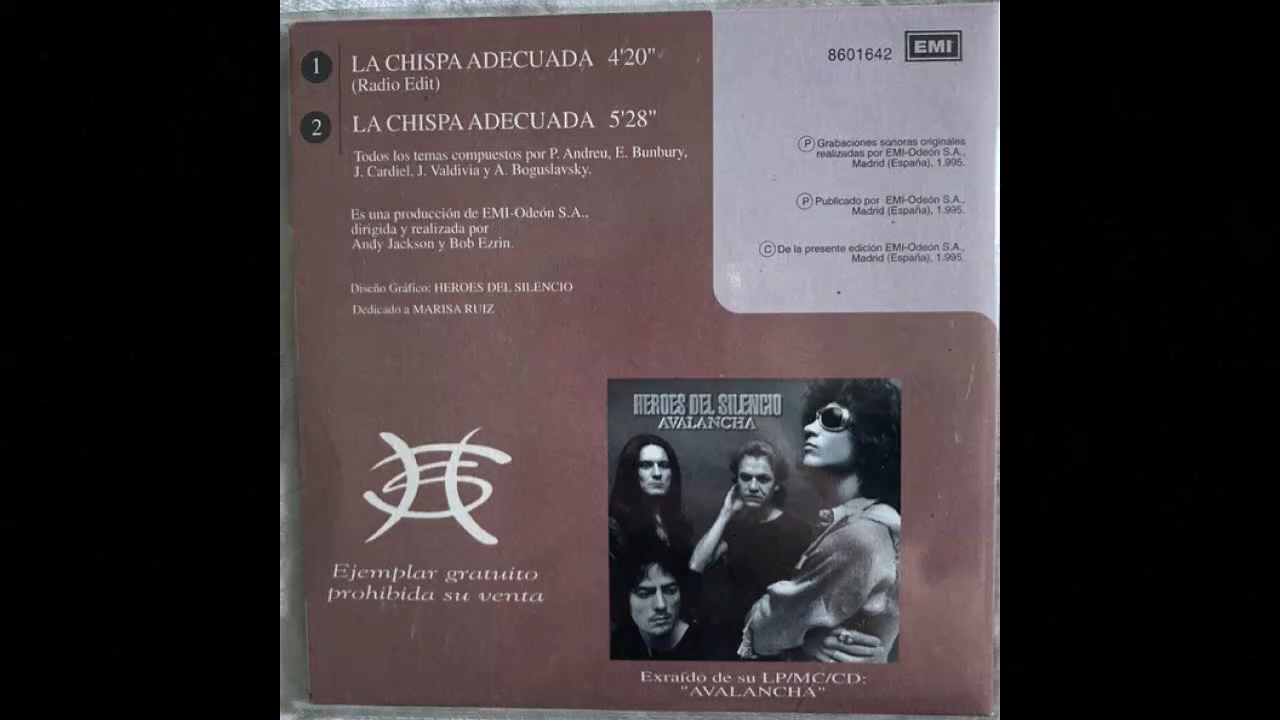 1 LA CHISPA ADECUADA 4'20"
(Radio Edit)
2 LA CHISPA ADECUADA 5'28"
Todos los temas compuestos por P. Andreu, E. Bunbury,
J. Cardiel, J. Valdivia y A. Boguslavsky.
Es una producción de EMI-Odeón S.A.,
dirigida y realizada por
Andy Jackson y Bob Ezrin.
Diseño Gráfico: HEROES DEL SILENCIO
Dedicado a MARISA RUIZ
8601642 EMI
Ⓟ Grabaciones sonoras originales
realizadas por EMI-Odeón S.A.,
Madrid (España), 1.995.
Ⓟ Publicado por EMI-Odeón S.A.,
Madrid (España), 1.995.
Ⓒ De la presente edición EMI-Odeón S.A.,
Madrid (España), 1.995.
Ejemplar gratuito
prohibida su venta
HEROES DEL SILENCIO
AVALANCHA
Exraído de su LP/MC/CD:
"AVALANCHA"